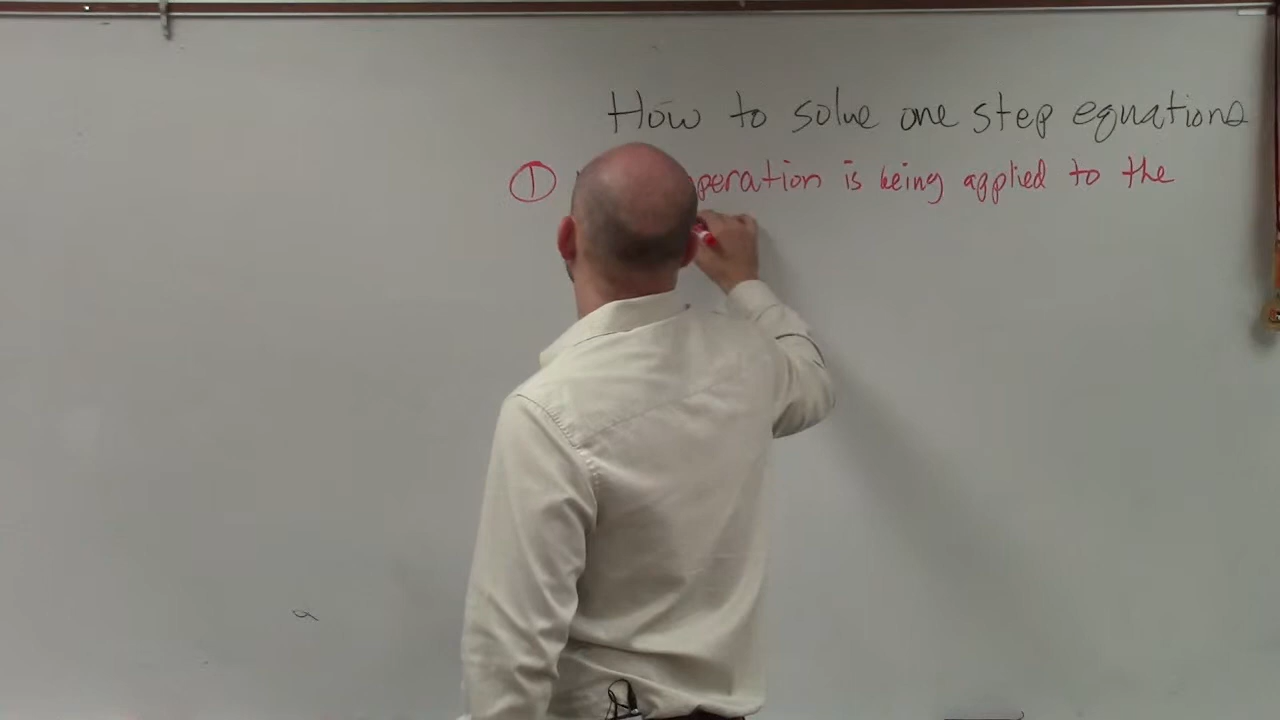 How to solve one step equations
① operation is being applied to the